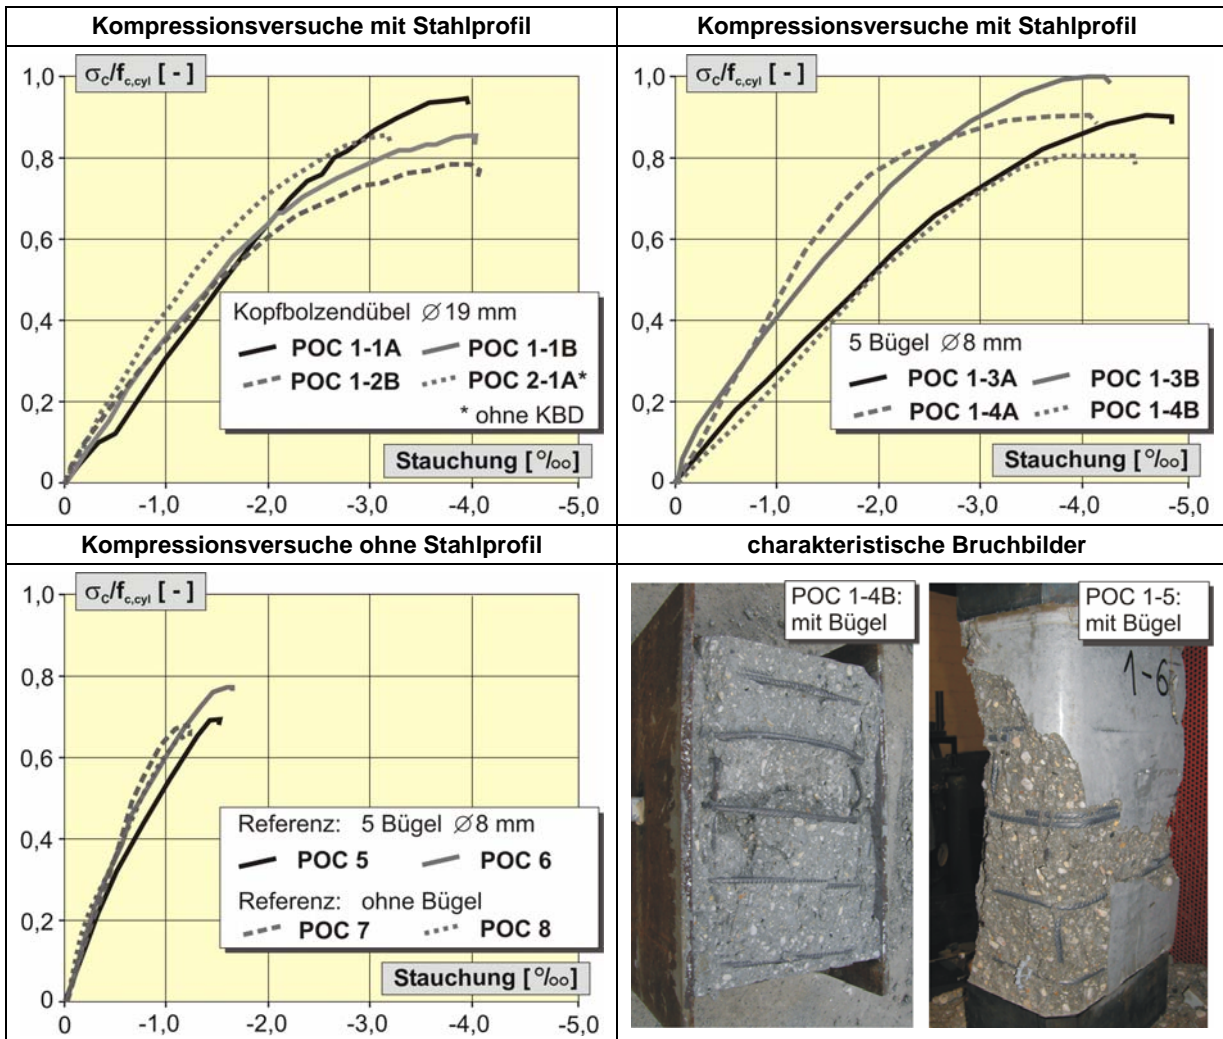 Kompressionsversuche mit Stahlprofil
σc/fc,cyl [ - ]
1,0
0,8
0,6
0,4
0,2
0
Kopfbolzendübel ∅ 19 mm
POC 1-1A POC 1-1B
POC 1-2B POC 2-1A*
* ohne KBD
Stauchung [°/oo]
0 -1,0 -2,0 -3,0 -4,0 -5,0
Kompressionsversuche mit Stahlprofil
σc/fc,cyl [ - ]
1,0
0,8
0,6
0,4
0,2
0
5 Bügel ∅ 8 mm
POC 1-3A POC 1-3B
POC 1-4A POC 1-4B
Stauchung [°/oo]
0 -1,0 -2,0 -3,0 -4,0 -5,0
Kompressionsversuche ohne Stahlprofil
σc/fc,cyl [ - ]
1,0
0,8
0,6
0,4
0,2
0
Referenz: 5 Bügel ∅ 8 mm
POC 5 POC 6
Referenz: ohne Bügel
POC 7 POC 8
Stauchung [°/oo]
0 -1,0 -2,0 -3,0 -4,0 -5,0
charakteristische Bruchbilder
POC 1-4B:
mit Bügel
POC 1-5:
mit Bügel
1-6